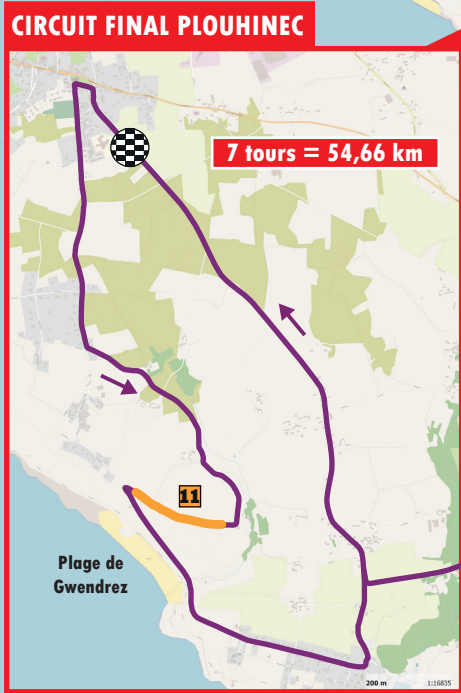 CIRCUIT FINAL PLOUHINEC
7 tours = 54,66 km
11
Plage de
Gwendrez
200 m
1:16835